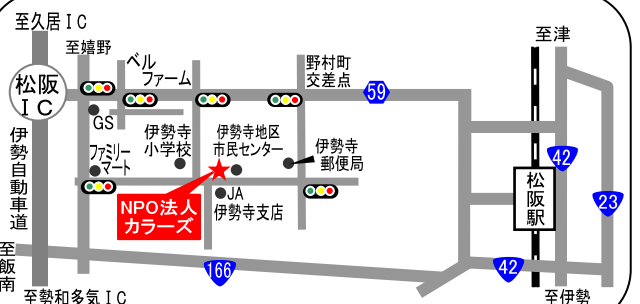 至久居IC
至嬉野
ベル
ファーム
野村町
交差点
至津
松阪
IC
59
GS
伊勢寺
小学校
伊勢寺地区
市民センター
伊勢寺
郵便局
ファミリー
マート
伊勢自動車道
42
松阪駅
23
NPO法人
カラーズ
JA
伊勢寺支店
至飯南
166
42
至勢和多気IC
至伊勢